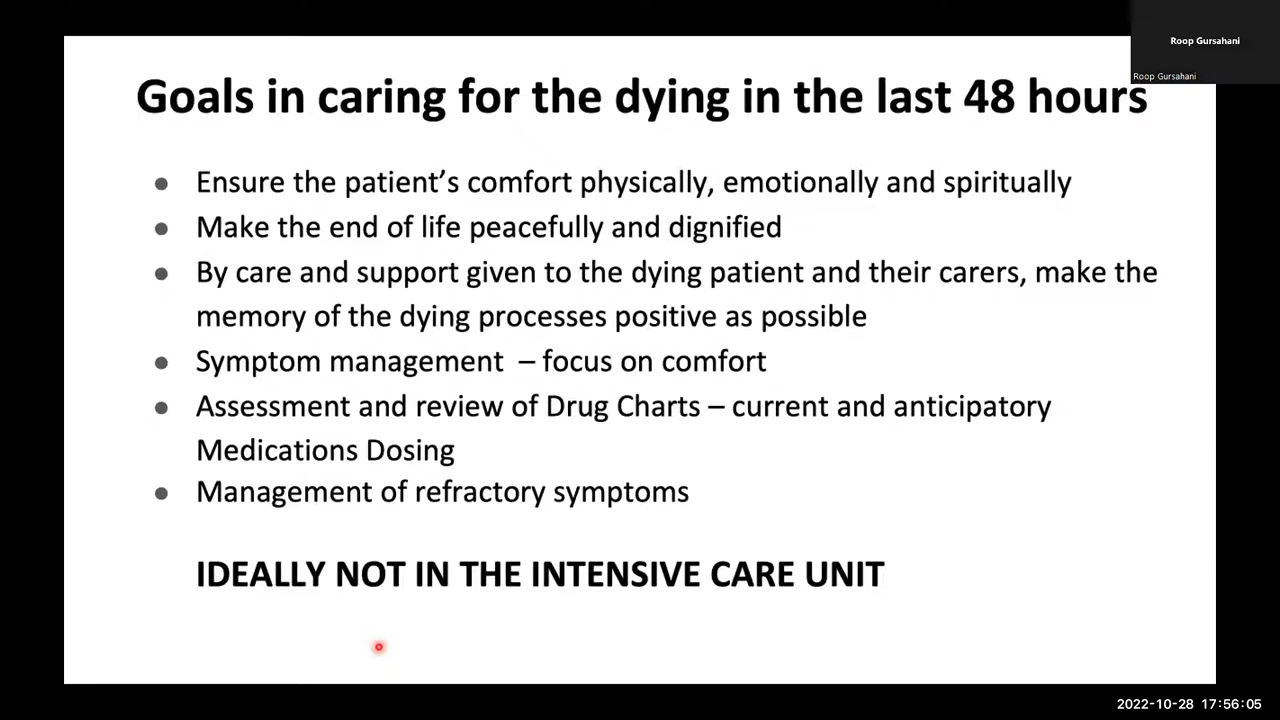 Roop Gursahani
Roop Gursahani
Goals in caring for the dying in the last 48 hours
● Ensure the patient’s comfort physically, emotionally and spiritually
● Make the end of life peacefully and dignified
● By care and support given to the dying patient and their carers, make the
memory of the dying processes positive as possible
● Symptom management – focus on comfort
● Assessment and review of Drug Charts – current and anticipatory
Medications Dosing
● Management of refractory symptoms
IDEALLY NOT IN THE INTENSIVE CARE UNIT
2022-10-28 17:56:05